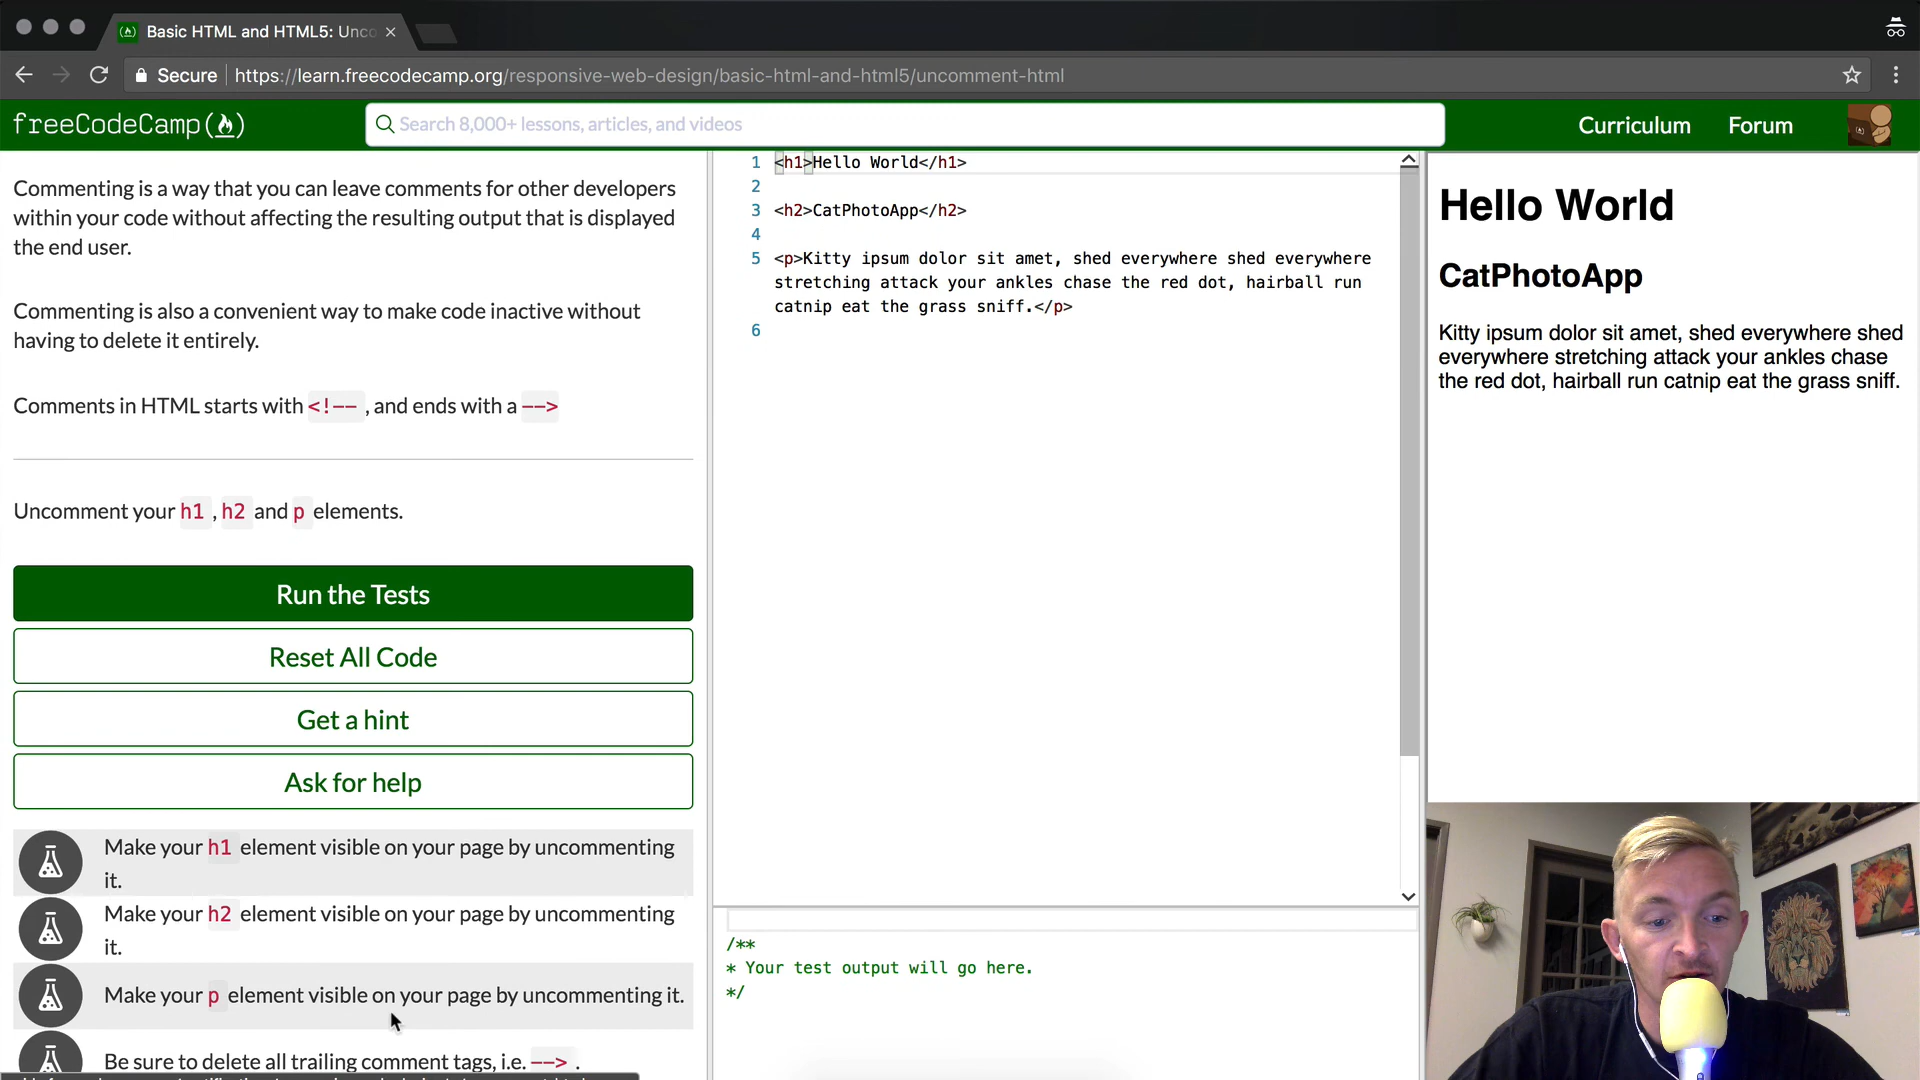 Basic HTML and HTML5: Unco
Secure https://learn.freecodecamp.org/responsive-web-design/basic-html-and-html5/uncomment-html
freeCodeCamp
Search 8,000+ lessons, articles, and videos
Curriculum Forum
Commenting is a way that you can leave comments for other developers
within your code without affecting the resulting output that is displayed
the end user.
Commenting is also a convenient way to make code inactive without
having to delete it entirely.
Comments in HTML starts with <!-- , and ends with a -->
Uncomment your h1 , h2 and p elements.
Run the Tests
Reset All Code
Get a hint
Ask for help
Make your h1 element visible on your page by uncommenting
it.
Make your h2 element visible on your page by uncommenting
it.
Make your p element visible on your page by uncommenting it.
Be sure to delete all trailing comment tags, i.e. --> .
1 <h1>Hello World</h1>
2
3 <h2>CatPhotoApp</h2>
4
5 <p>Kitty ipsum dolor sit amet, shed everywhere shed everywhere
stretching attack your ankles chase the red dot, hairball run
catnip eat the grass sniff.</p>
6
/**
* Your test output will go here.
*/
Hello World
CatPhotoApp
Kitty ipsum dolor sit amet, shed everywhere shed
everywhere stretching attack your ankles chase
the red dot, hairball run catnip eat the grass sniff.